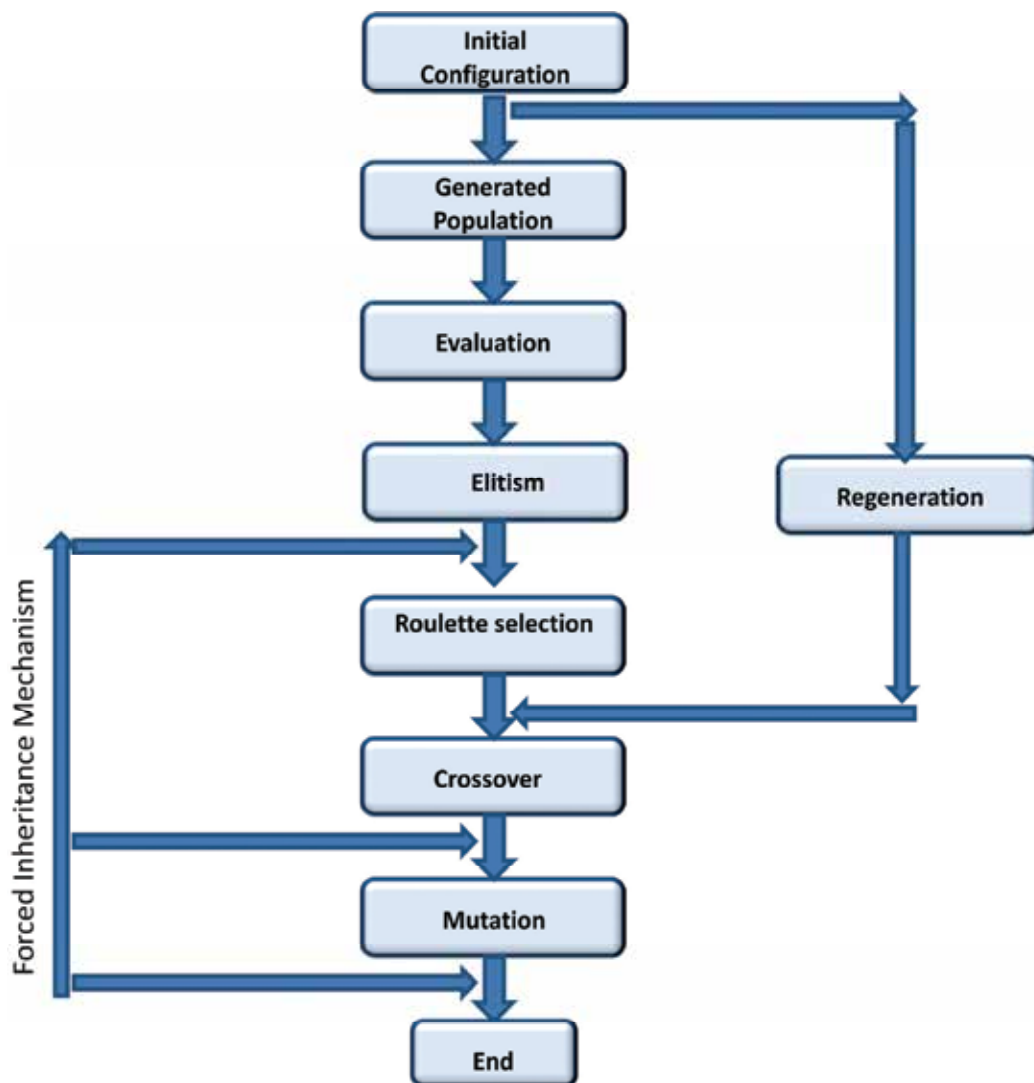 Initial
Configuration
Generated
Population
Evaluation
Elitism
Regeneration
Roulette selection
Crossover
Mutation
End
Forced Inheritance Mechanism